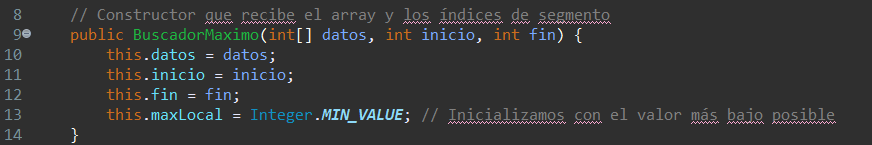 8 // Constructor que recibe el array y los índices de segmento
9 public BuscadorMaximo(int[] datos, int inicio, int fin) {
10 this.datos = datos;
11 this.inicio = inicio;
12 this.fin = fin;
13 this.maxLocal = Integer.MIN_VALUE; // Inicializamos con el valor más bajo posible
14 }